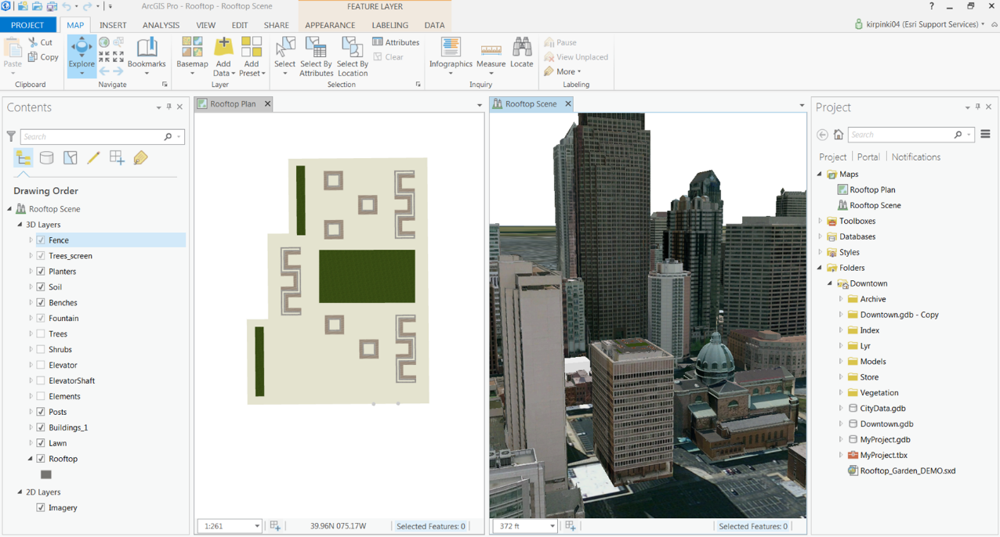 ArcGIS Pro - Rooftop - Rooftop Scene
FEATURE LAYER
?
PROJECT
MAP
INSERT
ANALYSIS
VIEW
EDIT
SHARE
APPEARANCE
LABELING
DATA
kirpinki04 (Esri Support Services)
Paste
Cut
Copy
Clipboard
Explore
Bookmarks
Navigate
Basemap
Add Data
Add Preset
Layer
Select
Select By Attributes
Select By Location
Attributes
Clear
Selection
Infographics
Measure
Locate
Inquiry
Pause
View Unplaced
More
Labeling
Contents
Search
Drawing Order
Rooftop Scene
3D Layers
Fence
Trees_screen
Planters
Soil
Benches
Fountain
Trees
Shrubs
Elevator
ElevatorShaft
Elements
Posts
Buildings_1
Lawn
Rooftop
2D Layers
Imagery
Rooftop Plan
1:261
39.96N 075.17W
Selected Features: 0
Rooftop Scene
372 ft
Selected Features: 0
Project
Search
Project
Portal
Notifications
Maps
Rooftop Plan
Rooftop Scene
Toolboxes
Databases
Styles
Folders
Downtown
Archive
Downtown.gdb - Copy
Index
Lyr
Models
Store
Vegetation
CityData.gdb
Downtown.gdb
MyProject.gdb
MyProject.tbx
Rooftop_Garden_DEMO.sxd